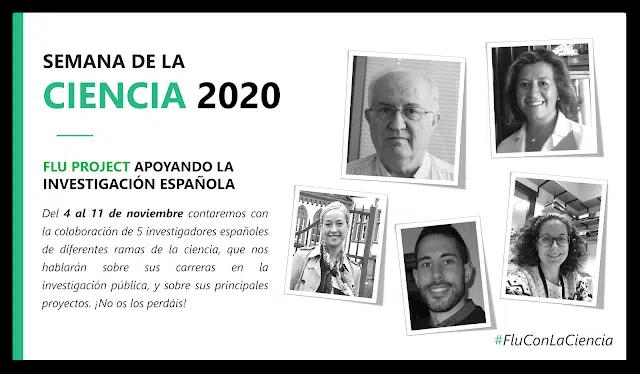 SEMANA DE LA
CIENCIA 2020
FLU PROJECT APOYANDO LA
INVESTIGACIÓN ESPAÑOLA
Del 4 al 11 de noviembre contaremos con
la colaboración de 5 investigadores españoles
de diferentes ramas de la ciencia, que nos
hablarán sobre sus carreras en la
investigación pública, y sobre sus principales
proyectos. ¡No os los perdáis!
#FluConLaCiencia